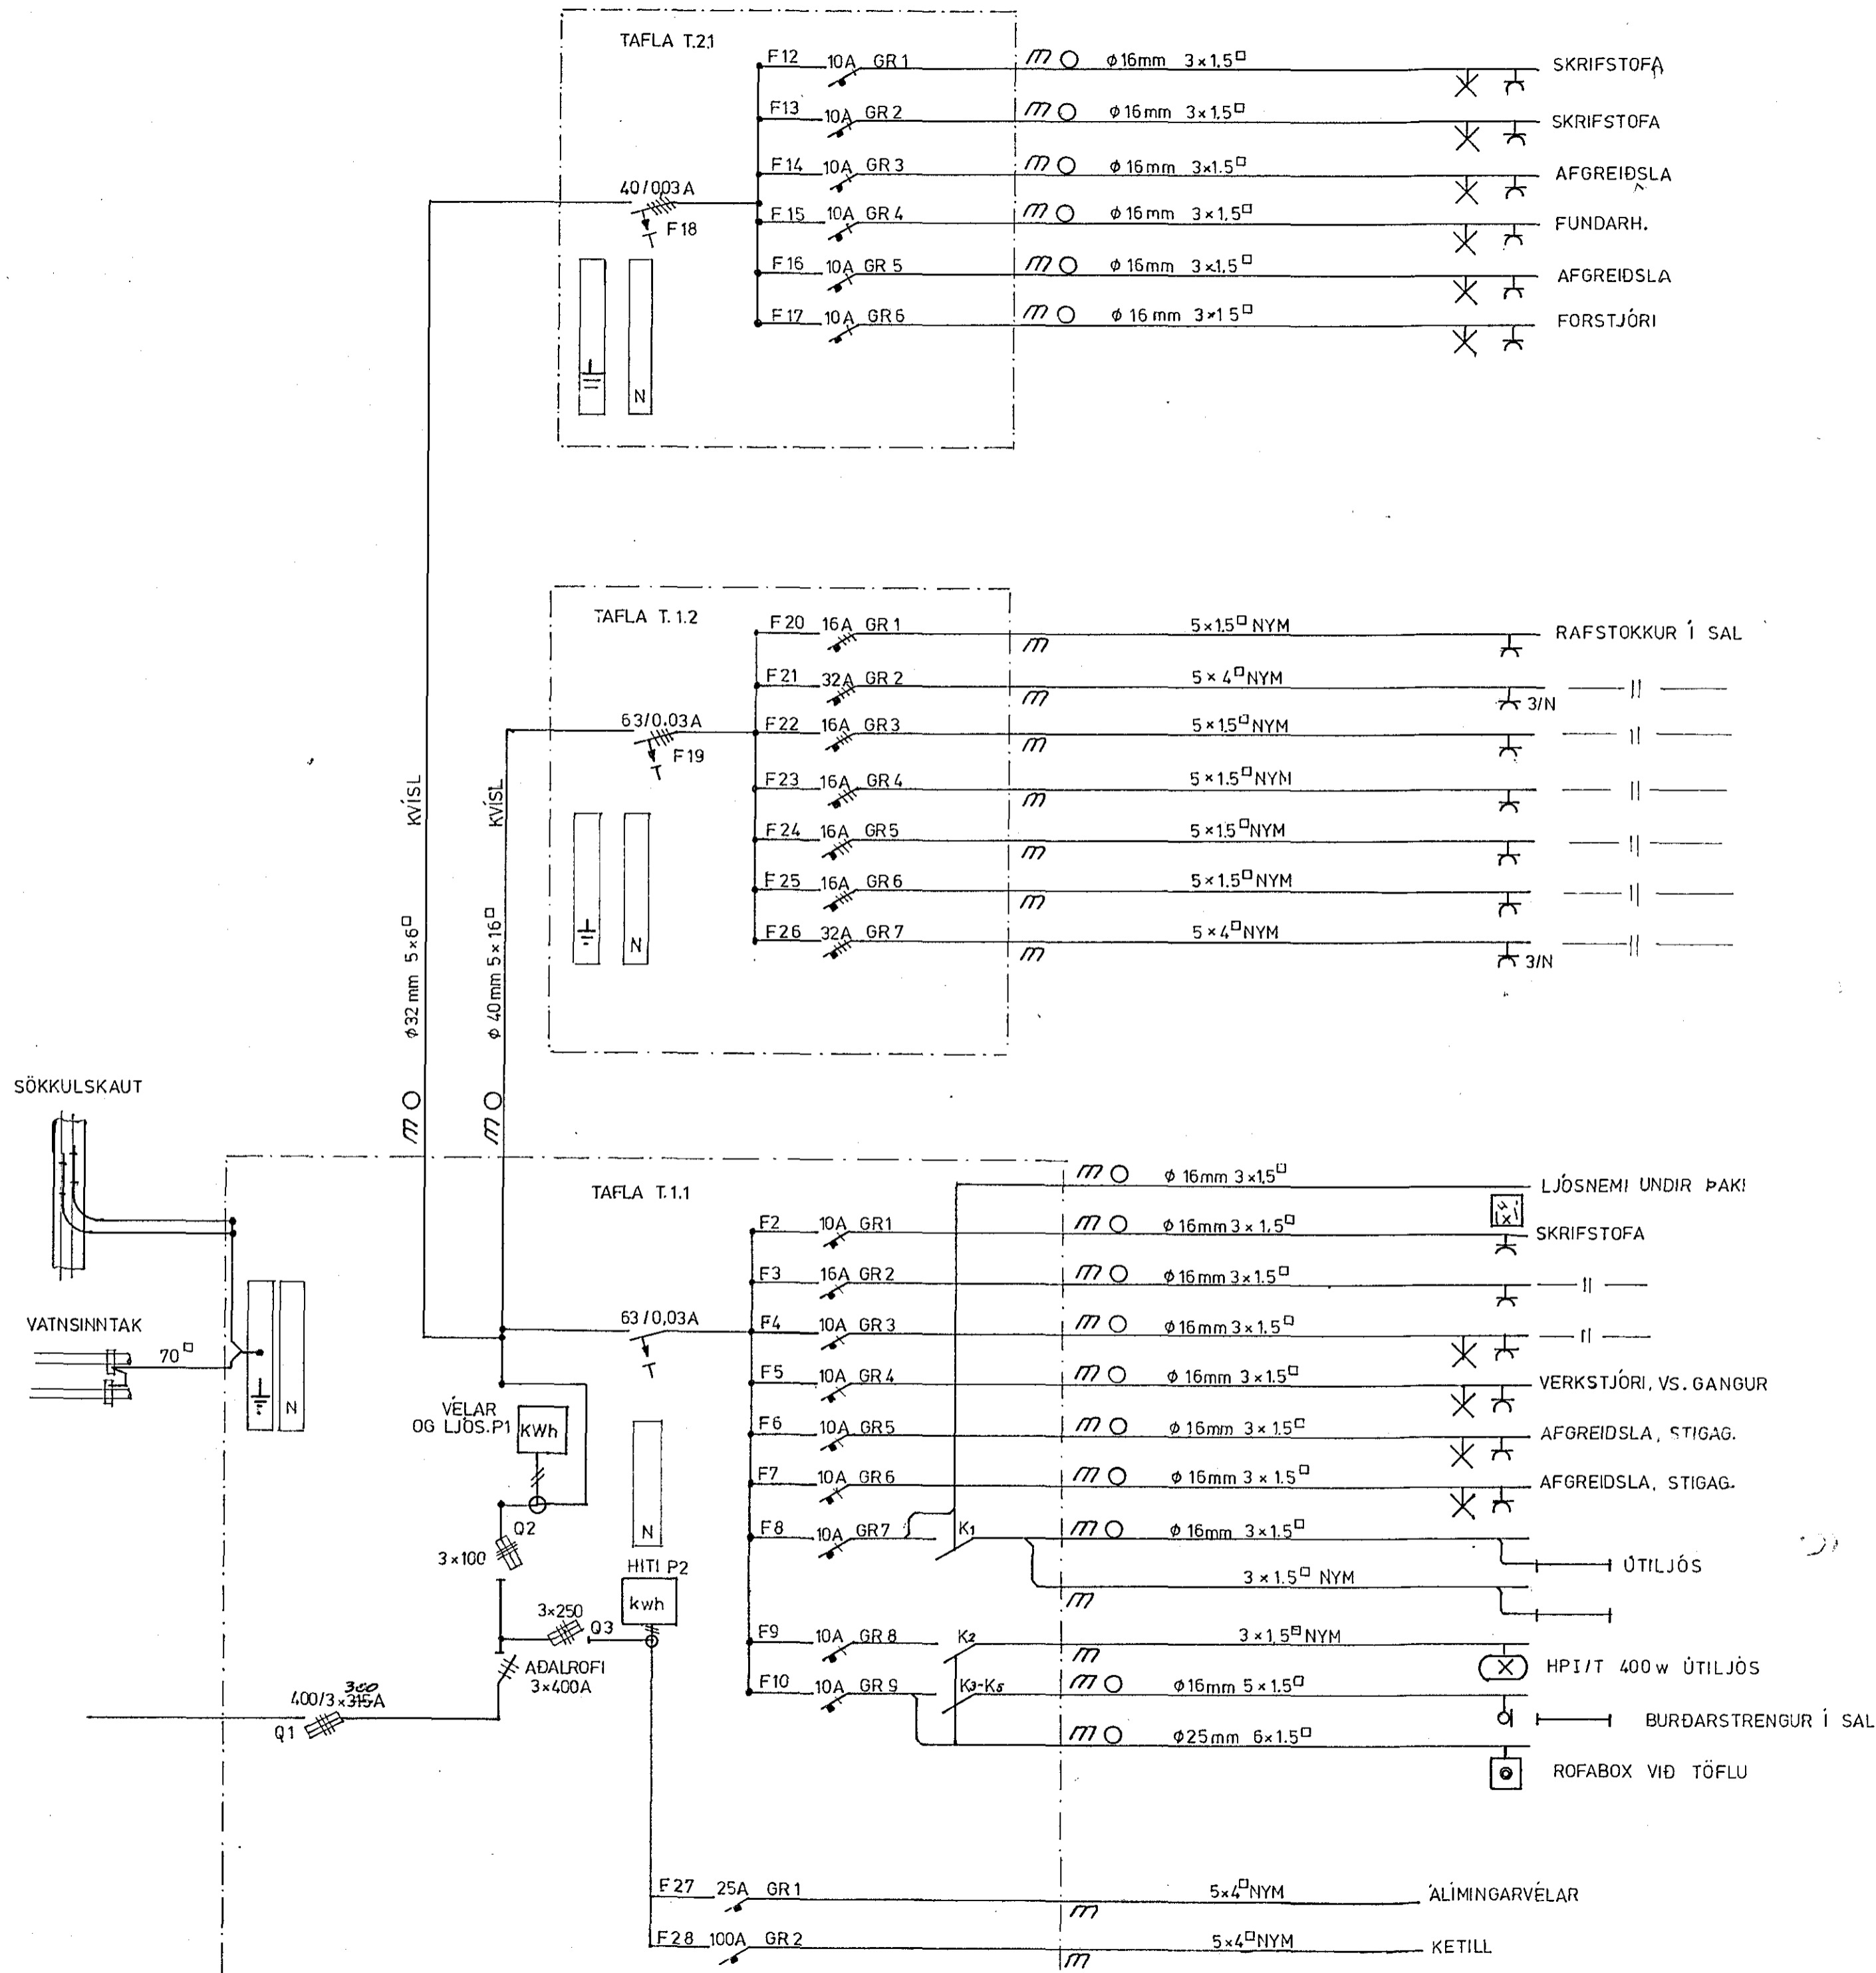 TAFLA T.2.1
F12 10A GR 1 ϕ16mm 3×1,5□ SKRIFSTOFA
F13 10A GR 2 ϕ16mm 3×1,5□ SKRIFSTOFA
F14 10A GR 3 ϕ16mm 3×1.5□ AFGREIÐSLA
40/003A
F18
F15 10A GR 4 ϕ16mm 3×1,5□ FUNDARH.
F16 10A GR 5 ϕ16mm 3×1,5□ AFGREIÐSLA
F17 10A GR 6 ϕ16mm 3×1 5□ FORSTJÓRI
N
TAFLA T.1.2
F20 16A GR 1 5×1.5□ NYM RAFSTOKKUR Í SAL
F21 32A GR 2 5×4□ NYM 3/N ||
63/0.03A
F19
F22 16A GR 3 5×1.5□ NYM ||
F23 16A GR 4 5×1.5□ NYM ||
F24 16A GR 5 5×1.5□ NYM ||
F25 16A GR 6 5×1.5□ NYM ||
F26 32A GR 7 5×4□ NYM 3/N ||
N
ϕ32mm 5×6□ KVÍSL
ϕ40mm 5×16□ KVÍSL
SÖKKULSKAUT
VATNSINNTAK
70□
N
TAFLA T.1.1
ϕ16mm 3×1,5□ LJÓSNEMI UNDIR ÞAKI
F2 10A GR1 ϕ16mm 3×1,5□ SKRIFSTOFA
F3 16A GR 2 ϕ16mm 3×1.5□ ||
63/0,03A
F4 10A GR 3 ϕ16mm 3×1.5□ ||
F5 10A GR 4 ϕ16mm 3×1.5□ VERKSTJÓRI, VS. GANGUR
F6 10A GR5 ϕ16mm 3×1.5□ AFGREIDSLA, STIGAG.
F7 10A GR 6 ϕ16mm 3×1.5□ AFGREIDSLA, STIGAG.
F8 10A GR7 K1 ϕ16mm 3×1.5□ ÚTILJÓS
3×1.5□ NYM
F9 10A GR 8 K2 3×1,5□ NYM HPI/T 400w ÚTILJÓS
F10 10A GR 9 K3-K5 ϕ16mm 5×1.5□ BURÐARSTRENGUR Í SAL
ϕ25mm 6×1.5□ ROFABOX VIÐ TÖFLU
VÉLAR
OG LJÓS.P1
KWh
Q2
3×100
N
HITI P2
kwh
3×250
Q3
AÐALROFI
3×400A
300
400/3×315A
Q1
F27 25A GR 1 5×4□ NYM ÁLÍMINGARVÉLAR
F28 100A GR 2 5×4□ NYM KETILL